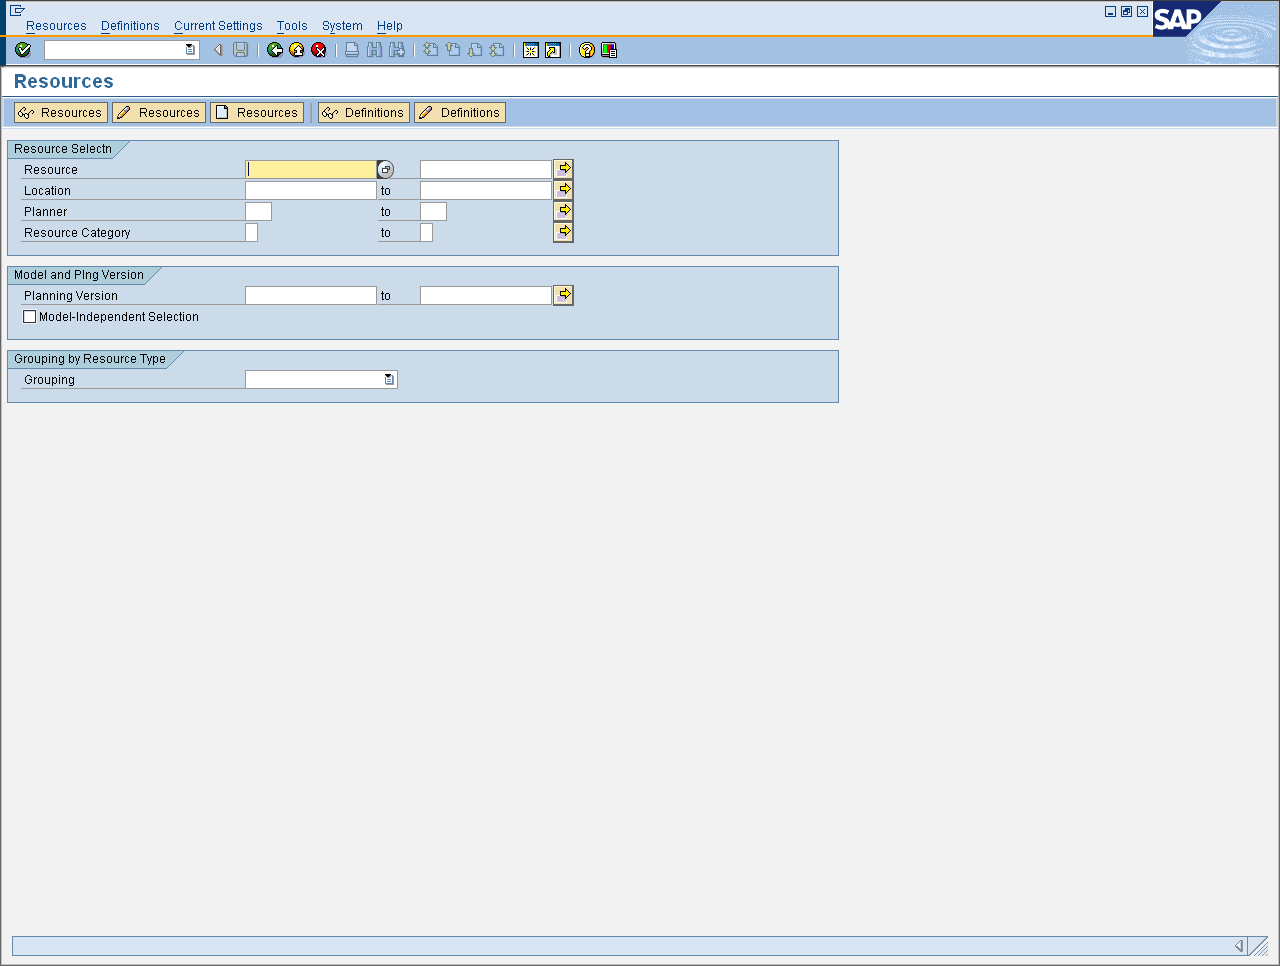 Resources Definitions Current Settings Tools System Help
SAP
Resources
Resources Resources Resources Definitions Definitions
Resource Selectn
Resource
Location to
Planner to
Resource Category to
Model and Plng Version
Planning Version to
Model-Independent Selection
Grouping by Resource Type
Grouping